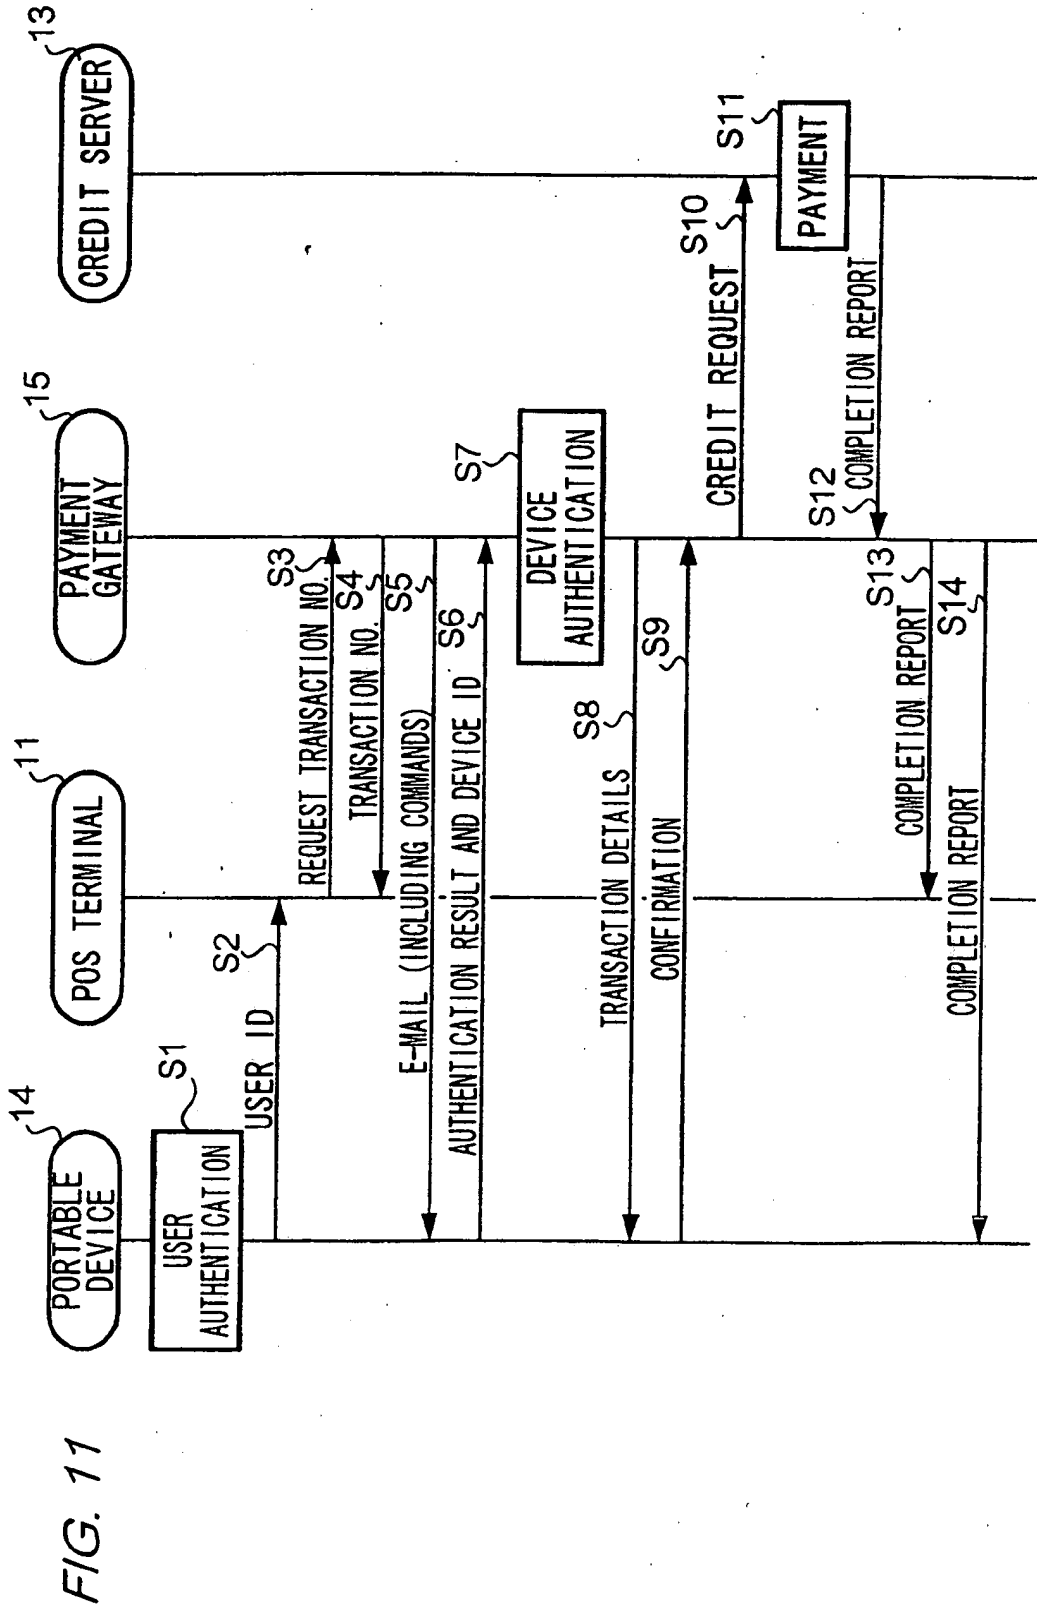 FIG. 11
14
PORTABLE
DEVICE
11
POS TERMINAL
15
PAYMENT
GATEWAY
13
CREDIT SERVER
S1
USER
AUTHENTICATION
USER ID
S2
REQUEST TRANSACTION NO.
S3
TRANSACTION NO.
S4
E-MAIL (INCLUDING COMMANDS)
S5
AUTHENTICATION RESULT AND DEVICE ID
S6
S7
DEVICE
AUTHENTICATION
TRANSACTION DETAILS
S8
CONFIRMATION
S9
CREDIT REQUEST
S10
S11
PAYMENT
S12
COMPLETION REPORT
COMPLETION REPORT
S13
COMPLETION REPORT
S14